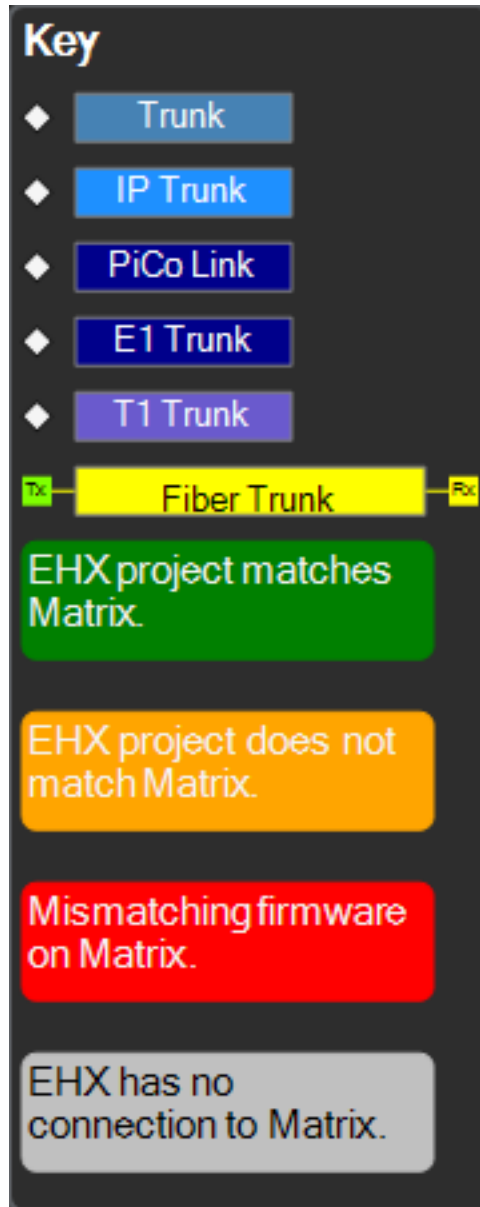 Key
Trunk
IP Trunk
PiCo Link
E1 Trunk
T1 Trunk
Tx Fiber Trunk Rx
EHX project matches
Matrix.
EHX project does not
match Matrix.
Mismatching firmware
on Matrix.
EHX has no
connection to Matrix.